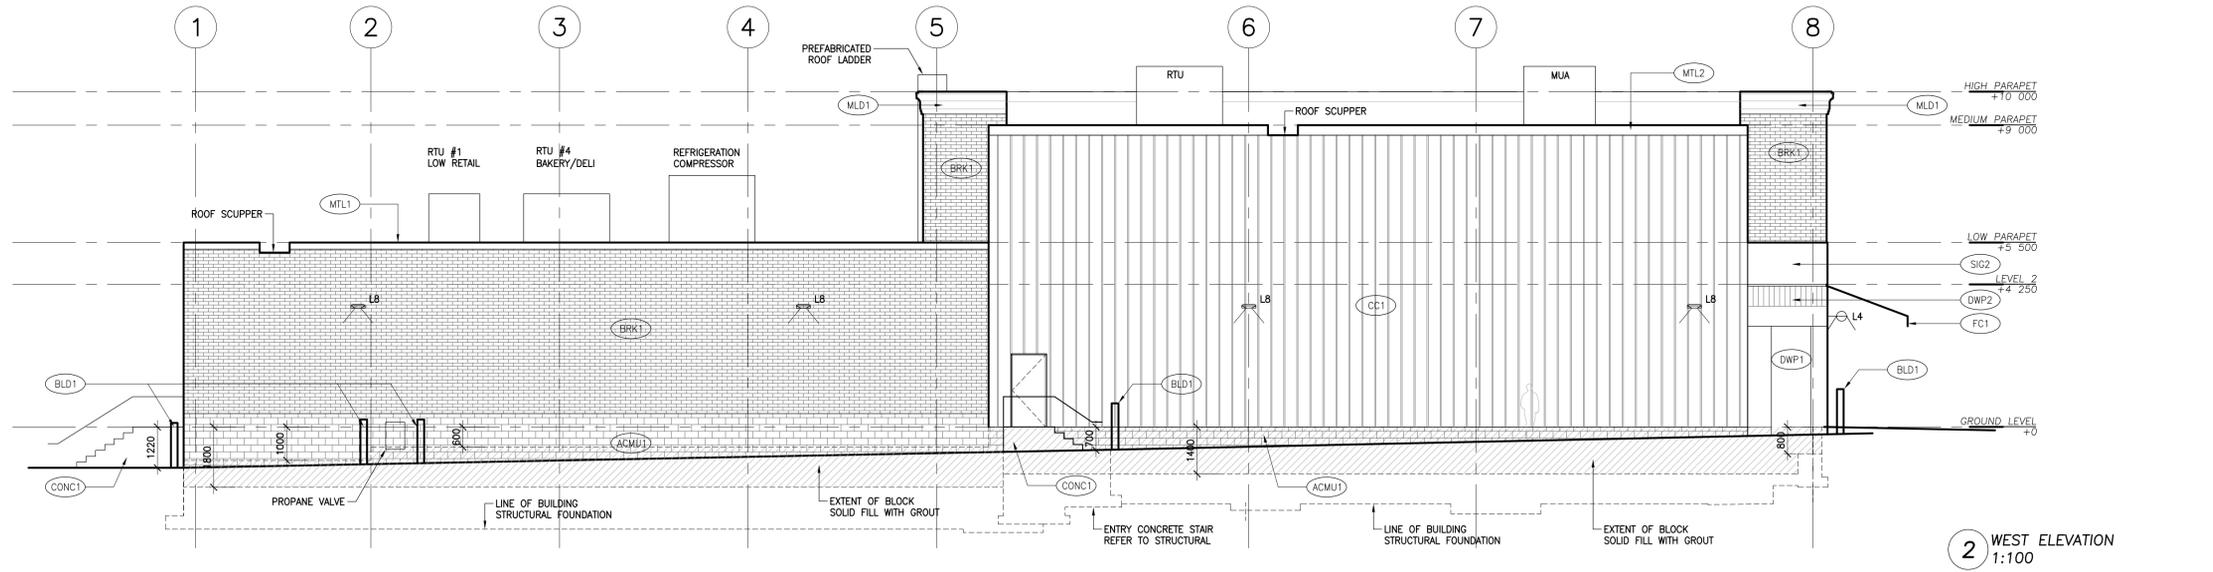 1 2 3 4 5 6 7 8
PREFABRICATED
ROOF LADDER
RTU
MUA
MTL2
HIGH PARAPET
+10 000
MLD1
MLD1
ROOF SCUPPER
MEDIUM PARAPET
+9 000
RTU #1
LOW RETAIL
RTU #4
BAKERY/DELI
REFRIGERATION
COMPRESSOR
BRK1
BRK1
MTL1
ROOF SCUPPER
LOW PARAPET
+5 500
SIG2
LEVEL 2
+4 250
L8
L8
L8
L8
CC1
DWP2
L4
FC1
BRK1
DWP1
BLD1
BLD1
BLD1
GROUND LEVEL
+0
1220
1800
1000
600
ACMU1
700
1400
800
CONC1
CONC1
ACMU1
PROPANE VALVE
LINE OF BUILDING
STRUCTURAL FOUNDATION
EXTENT OF BLOCK
SOLID FILL WITH GROUT
ENTRY CONCRETE STAIR
REFER TO STRUCTURAL
LINE OF BUILDING
STRUCTURAL FOUNDATION
EXTENT OF BLOCK
SOLID FILL WITH GROUT
2 WEST ELEVATION
1:100